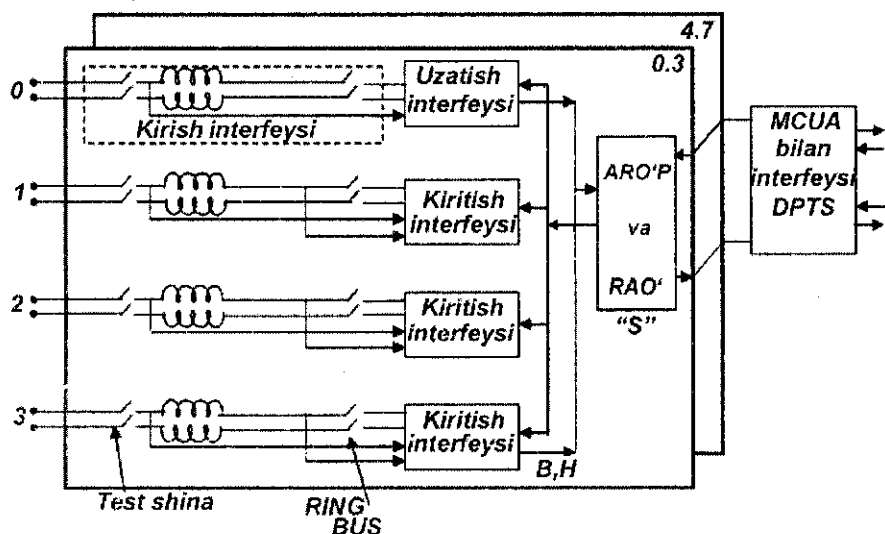 4.7
0.3
0
Kirish interfeysi
Uzatish
interfeysi
1
Kiritish
interfeysi
2
Kiritish
interfeysi
3
Kiritish
interfeysi
ARO‘P
va
RAO‘
“S”
MCUA
bilan
interfeysi
DPTS
B,H
Test shina
RING
BUS